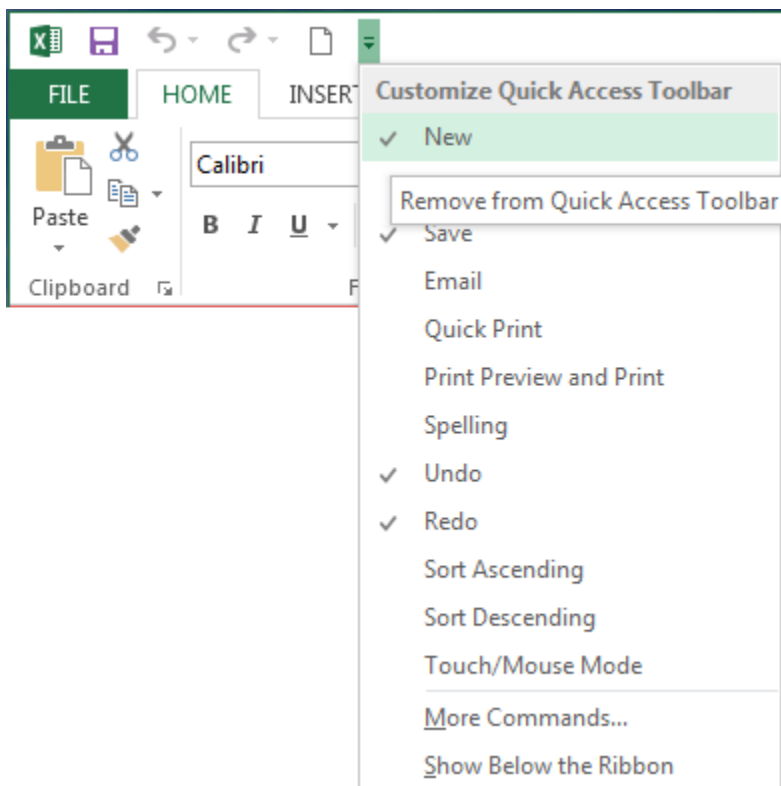 FILE HOME INSERT
Customize Quick Access Toolbar
New
Calibri
Remove from Quick Access Toolbar
Paste
B I U
Save
Clipboard
F
Email
Quick Print
Print Preview and Print
Spelling
Undo
Redo
Sort Ascending
Sort Descending
Touch/Mouse Mode
More Commands...
Show Below the Ribbon